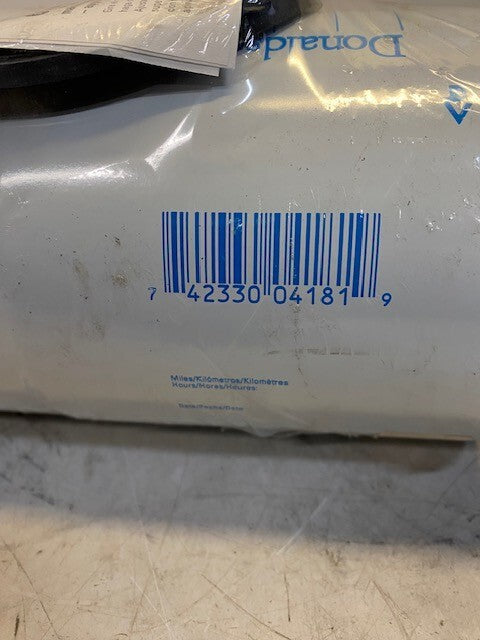 Donald
7 42330 04181 9
Miles/Kilómetros/Kilomètres
Hours/Horas/Heures:
Date/Fecha/Date